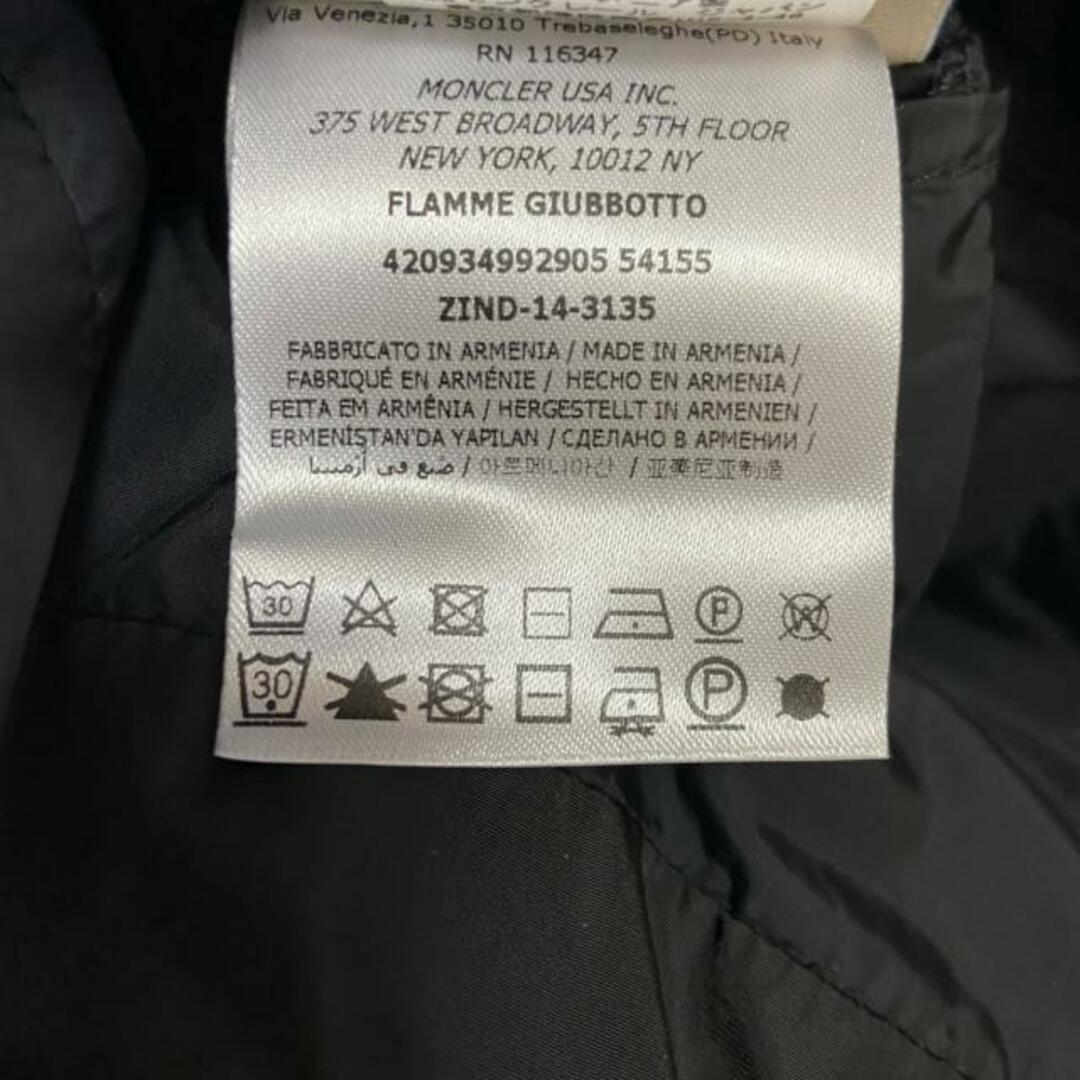 Via Venezia,1 35010 Trebaseleghe(PD) Italy
RN 116347
MONCLER USA INC.
375 WEST BROADWAY, 5TH FLOOR
NEW YORK, 10012 NY
FLAMME GIUBBOTTO
420934992905 54155
ZIND-14-3135
FABBRICATO IN ARMENIA / MADE IN ARMENIA /
FABRIQUÉ EN ARMÉNIE / HECHO EN ARMENIA /
FEITA EM ARMÊNIA / HERGESTELLT IN ARMENIEN /
ERMENİSTAN'DA YAPILAN / СДЕЛАНО В АРМЕНИИ /
صنع في أرمينيا / 아르메니아산 / 亚美尼亚制造
30 P W
30 P